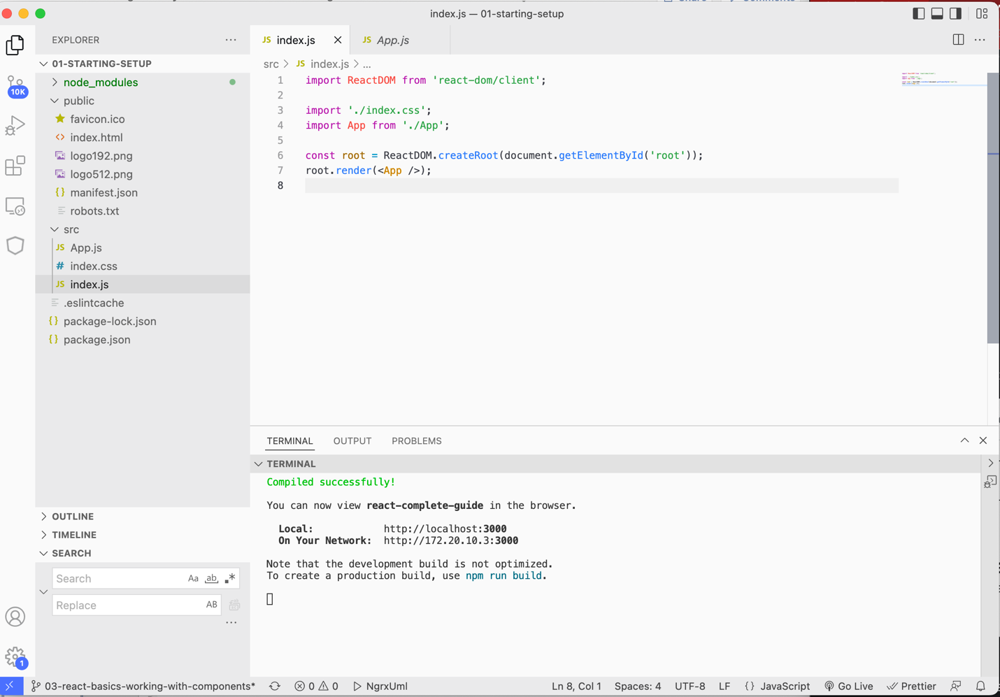 index.js — 01-starting-setup
EXPLORER
JS index.js
JS App.js
01-STARTING-SETUP
src > JS index.js > ...
node_modules
public
favicon.ico
index.html
logo192.png
logo512.png
manifest.json
robots.txt
src
JS App.js
# index.css
JS index.js
.eslintcache
{} package-lock.json
{} package.json
10K
1 import ReactDOM from 'react-dom/client';
2
3 import './index.css';
4 import App from './App';
5
6 const root = ReactDOM.createRoot(document.getElementById('root'));
7 root.render(<App />);
8
TERMINAL OUTPUT PROBLEMS
TERMINAL
Compiled successfully!
You can now view react-complete-guide in the browser.
Local: http://localhost:3000
On Your Network: http://172.20.10.3:3000
Note that the development build is not optimized.
To create a production build, use npm run build.
OUTLINE
TIMELINE
SEARCH
Search Aa ab .*
Replace AB
...
1
03-react-basics-working-with-components* 0 0 NgrxUml Ln 8, Col 1 Spaces: 4 UTF-8 LF {} JavaScript Go Live Prettier